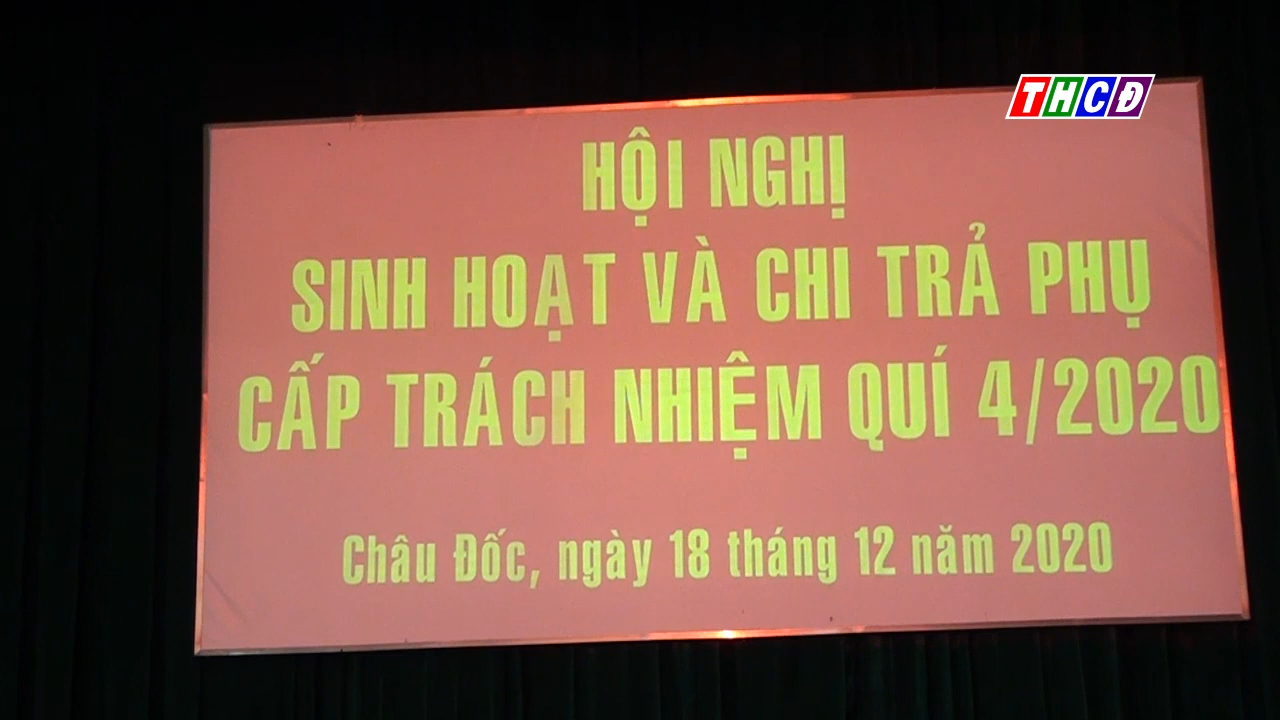 THCĐ
HỘI NGHỊ
SINH HOẠT VÀ CHI TRẢ PHỤ
CẤP TRÁCH NHIỆM QUÍ 4/2020
Châu Đốc, ngày 18 tháng 12 năm 2020